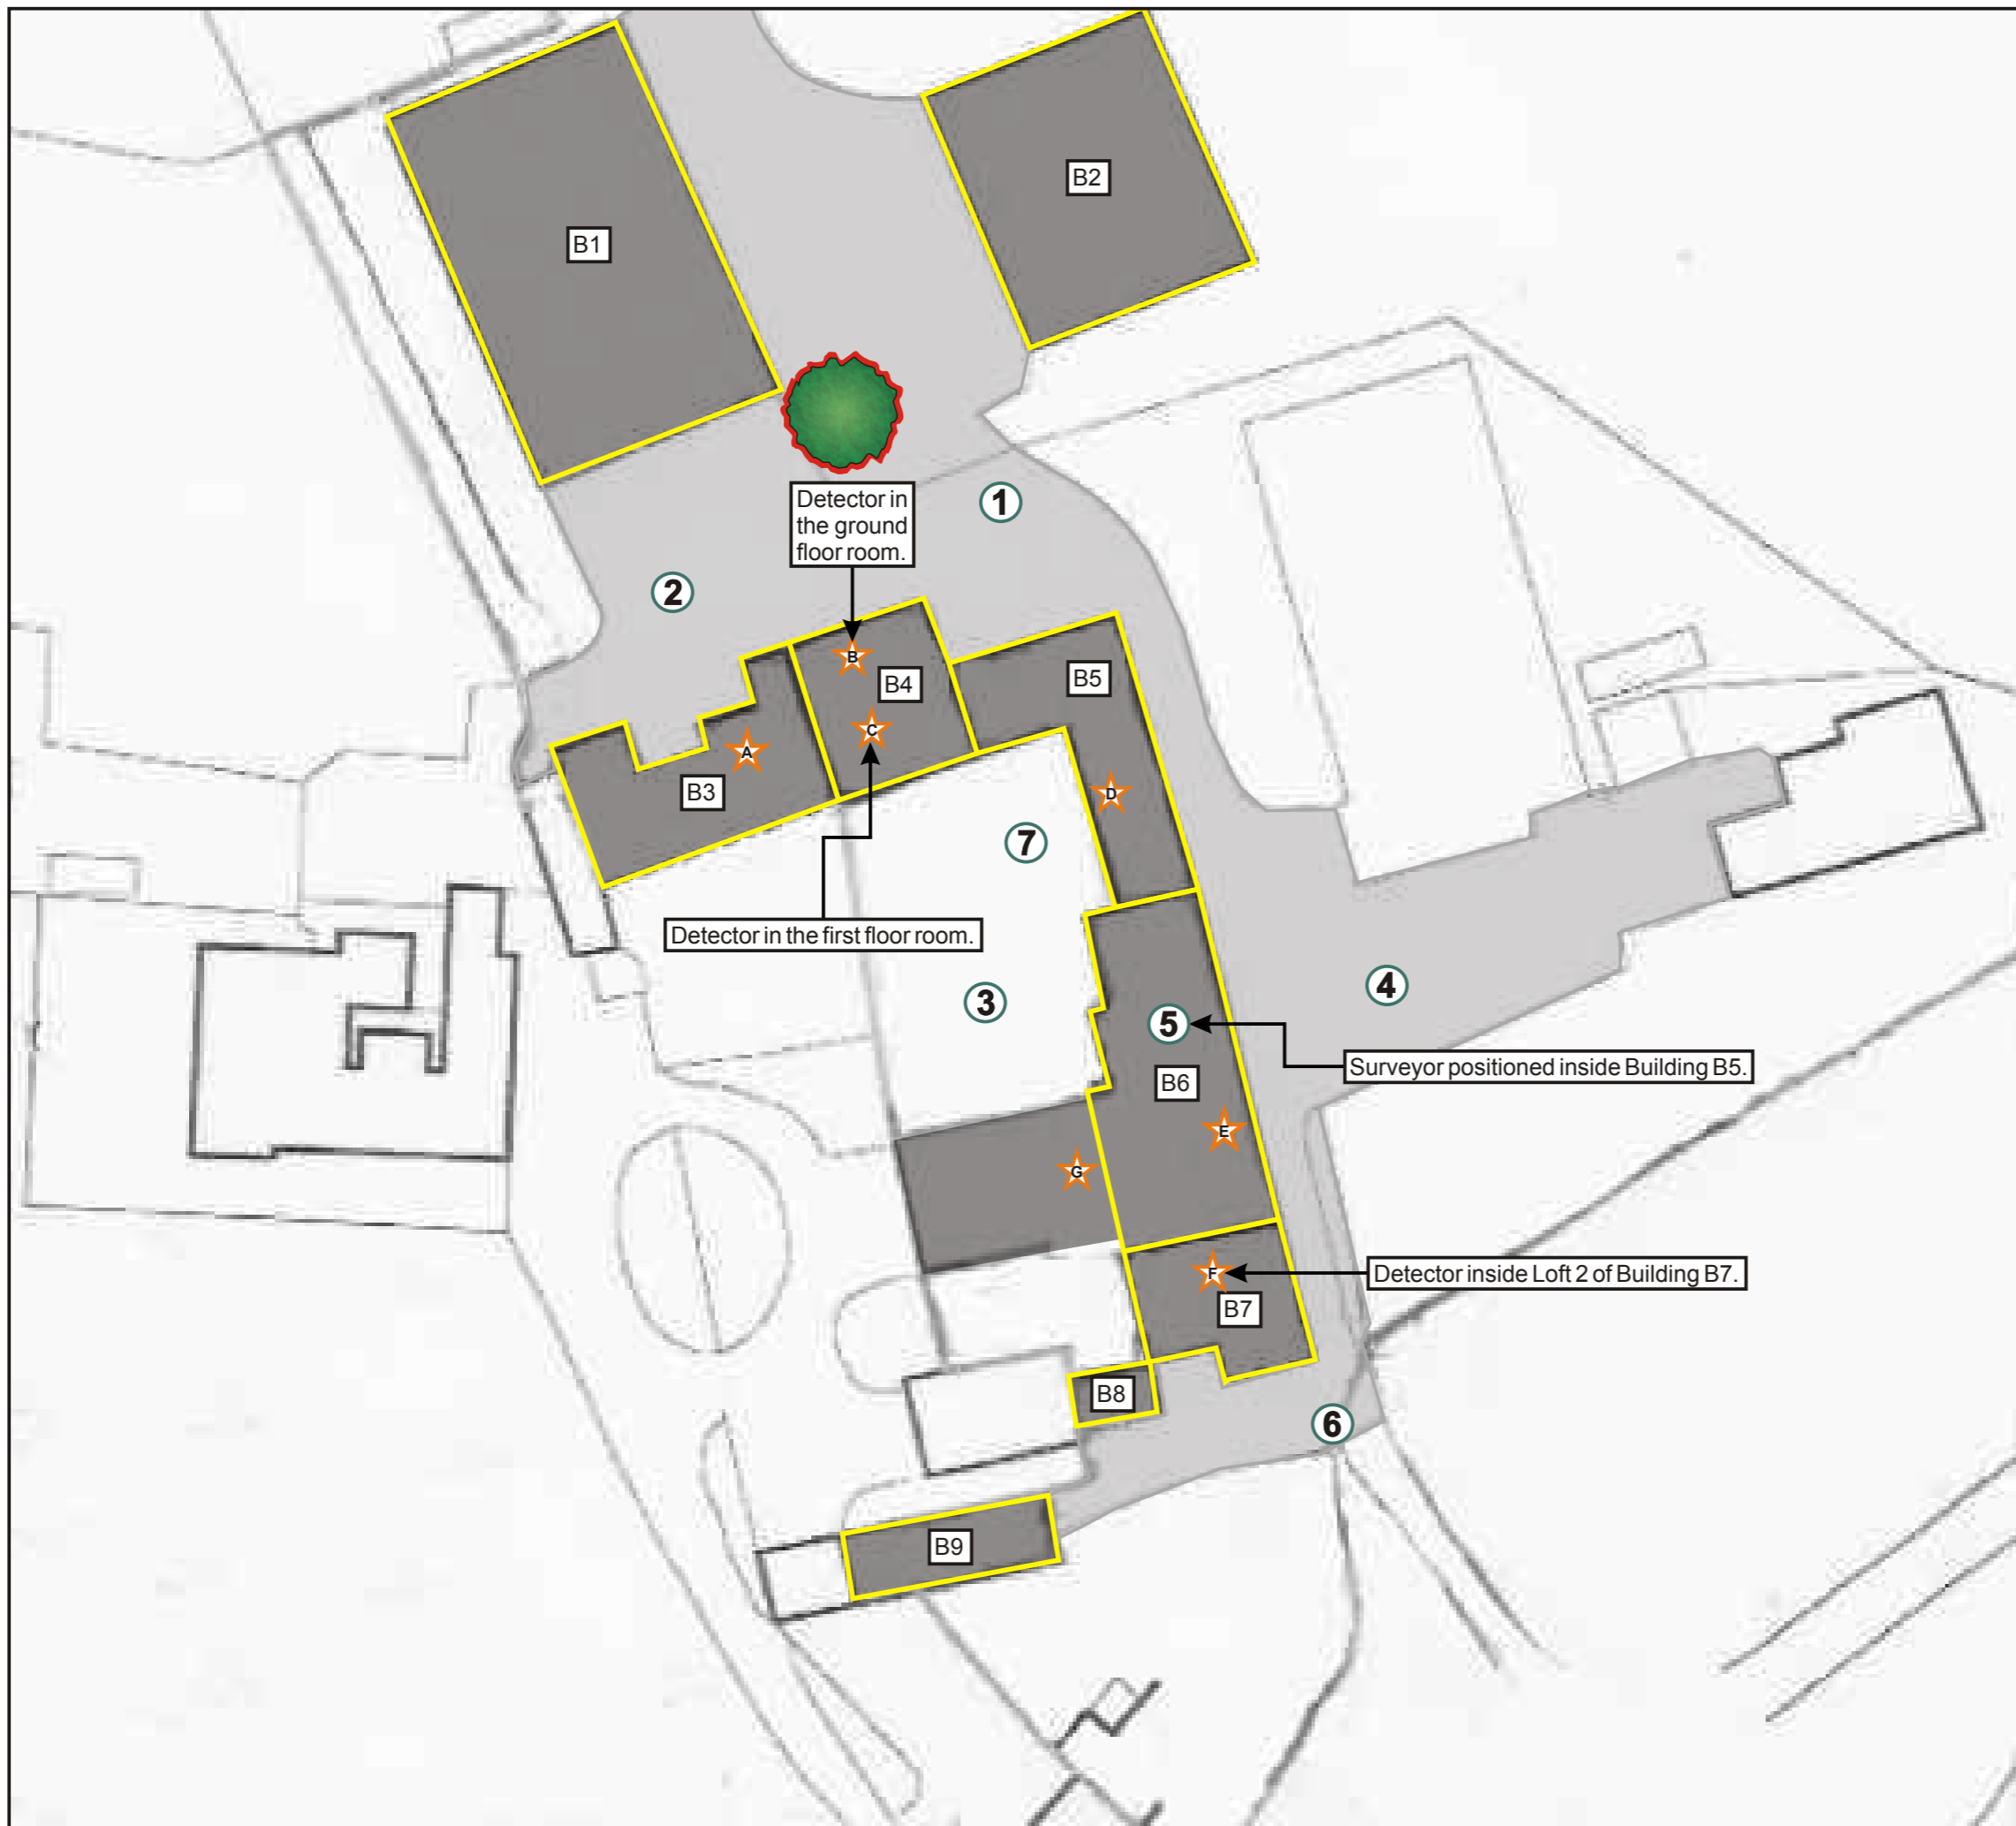 B2
B1
Detector in
the ground
floor room.
1
2
B
B4
B5
C
A
B3
D
7
Detector in the first floor room.
4
3
5
Surveyor positioned inside Building B5.
B6
E
G
F
Detector inside Loft 2 of Building B7.
B7
B8
6
B9